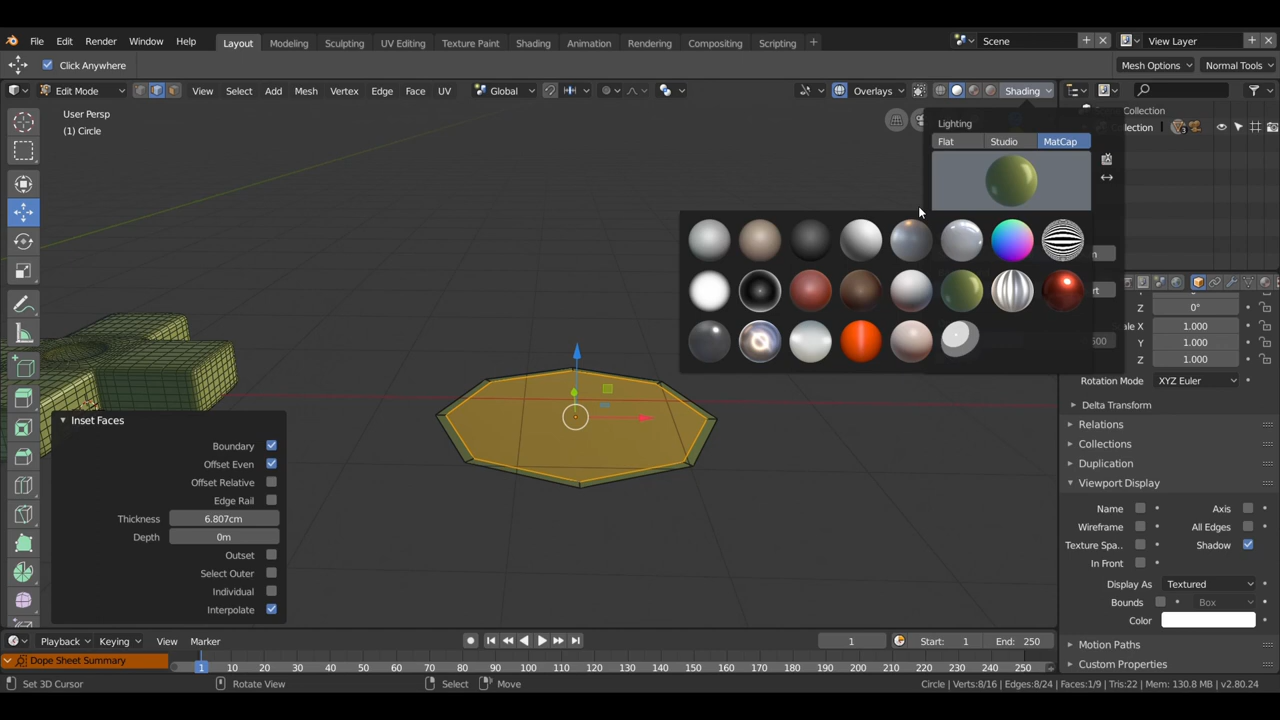 File Edit Render Window Help Layout Modeling Sculpting UV Editing Texture Paint Shading Animation Rendering Compositing Scripting + Scene View Layer
Click Anywhere Mesh Options Normal Tools
Edit Mode View Select Add Mesh Vertex Edge Face UV Global Overlays Shading
User Persp
(1) Circle
Collection
Collection
Lighting
Flat Studio MatCap
Z 0°
X 1.000
Y 1.000
Z 1.000
Rotation Mode XYZ Euler
Delta Transform
Relations
Collections
Duplication
Viewport Display
Name Axis
Wireframe All Edges
Texture Spa.. Shadow
In Front
Display As Textured
Bounds Box
Color
Motion Paths
Custom Properties
Inset Faces
Boundary
Offset Even
Offset Relative
Edge Rail
Thickness 6.807cm
Depth 0m
Outset
Select Outer
Individual
Interpolate
Playback Keying View Marker 1 Start: 1 End: 250
Dope Sheet Summary 1 10 20 30 40 50 60 70 80 90 100 110 120 130 140 150 160 170 180 190 200 210 220 230 240 250
Set 3D Cursor Rotate View Select Move Circle | Verts:8/16 | Edges:8/24 | Faces:1/9 | Tris:22 | Mem: 130.8 MB | v2.80.24